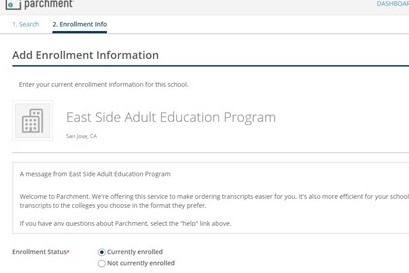 parchment
DASHBOAR
1. Search 2. Enrollment Info
Add Enrollment Information
Enter your current enrollment information for this school.
East Side Adult Education Program
San Jose, CA
A message from East Side Adult Education Program
Welcome to Parchment. We're offering this service to make ordering transcripts easier for you. It's also more efficient for your school
transcripts to the colleges you choose in the format they prefer.
If you have any questions about Parchment, select the "help" link above.
Enrollment Status* Currently enrolled
Not currently enrolled